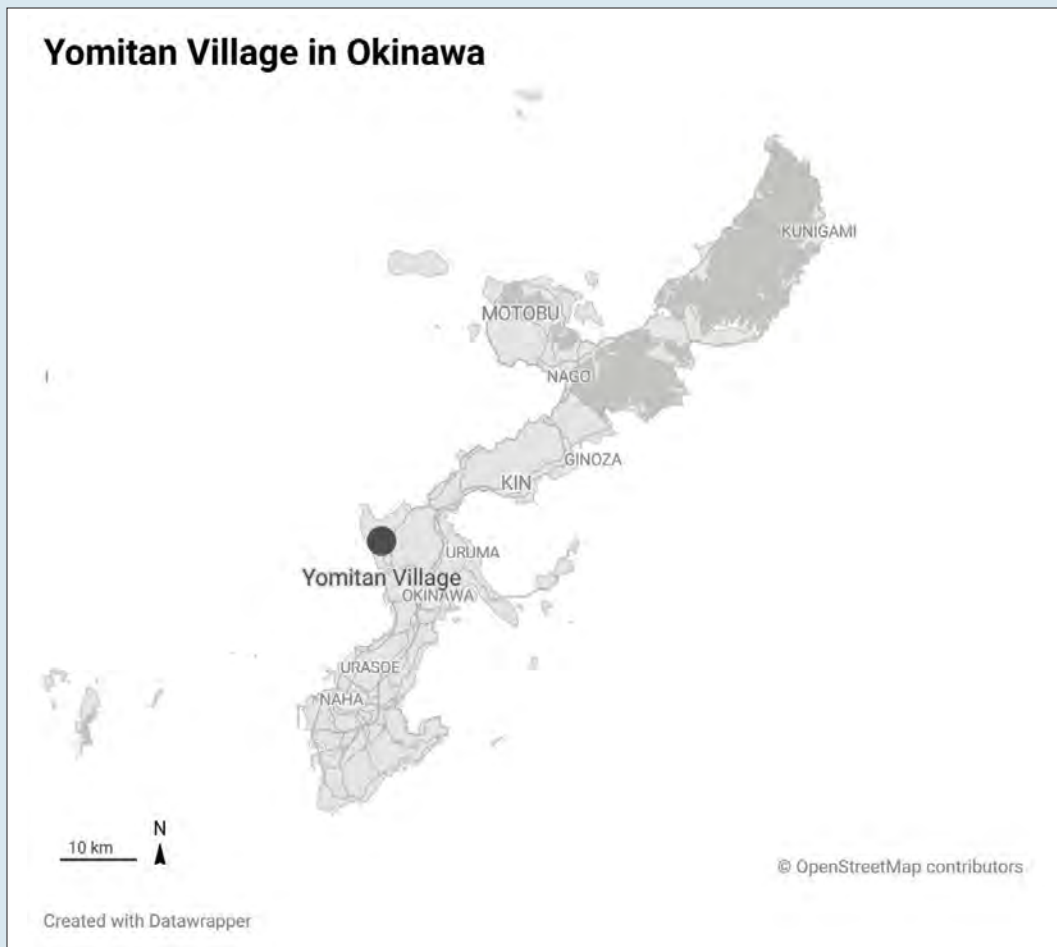 Yomitan Village in Okinawa
KUNIGAMI
MOTOBU
NAGO
GINOZA
KIN
URUMA
Yomitan Village
OKINAWA
URASOE
NAHA
N
10 km
© OpenStreetMap contributors
Created with Datawrapper